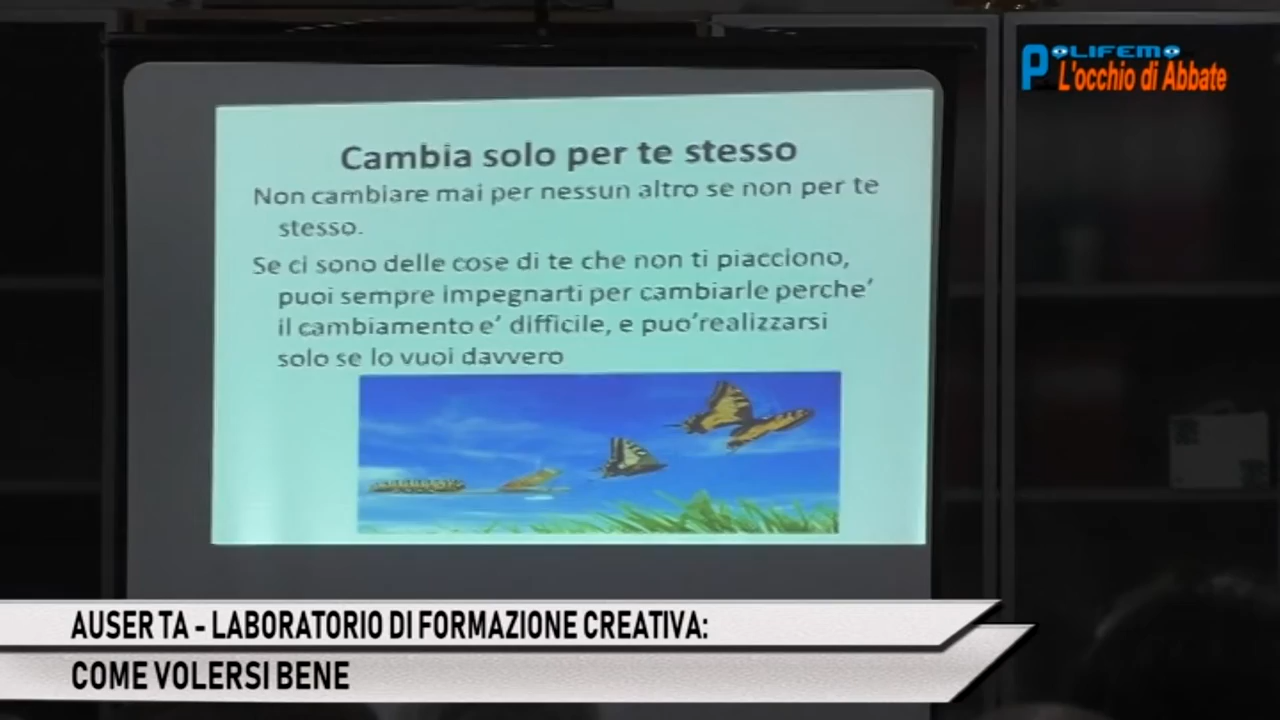 POLIFEMO
L'occhio di Abbate
Cambia solo per te stesso
Non cambiare mai per nessun altro se non per te
stesso.
Se ci sono delle cose di te che non ti piacciono,
puoi sempre impegnarti per cambiarle perche'
il cambiamento e' difficile, e puo'realizzarsi
solo se lo vuoi davvero
AUSER TA - LABORATORIO DI FORMAZIONE CREATIVA:
COME VOLERSI BENE